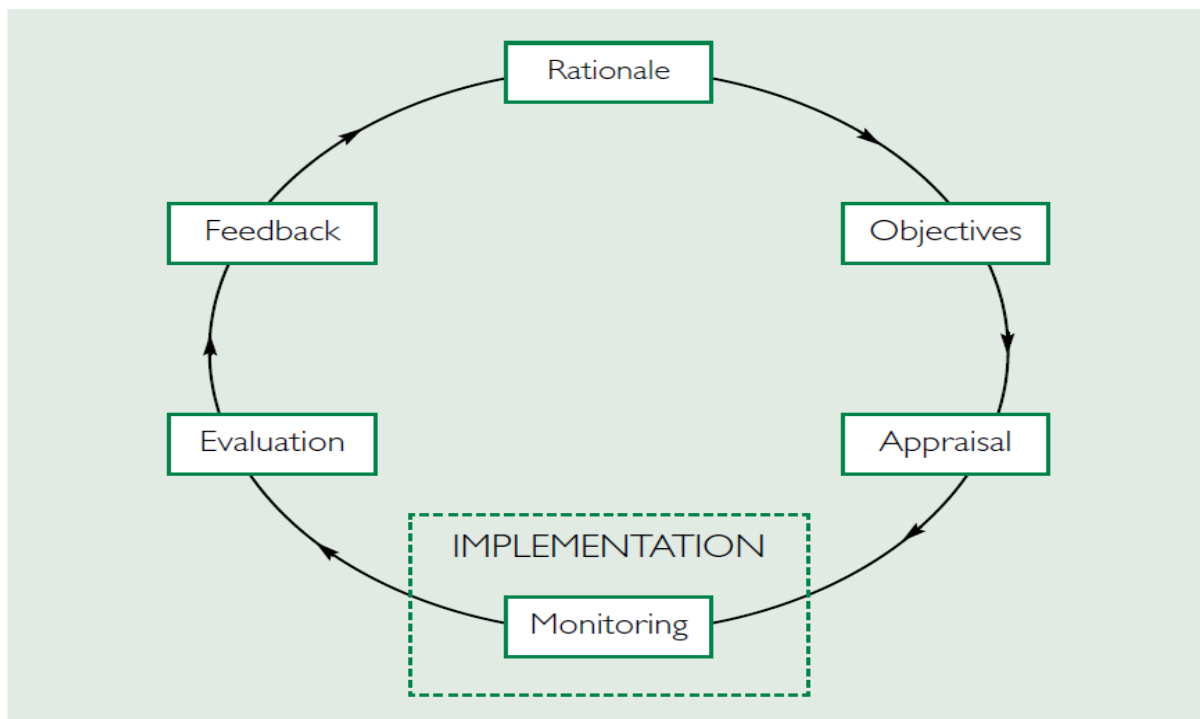 Rationale
Objectives
Appraisal
IMPLEMENTATION
Monitoring
Evaluation
Feedback